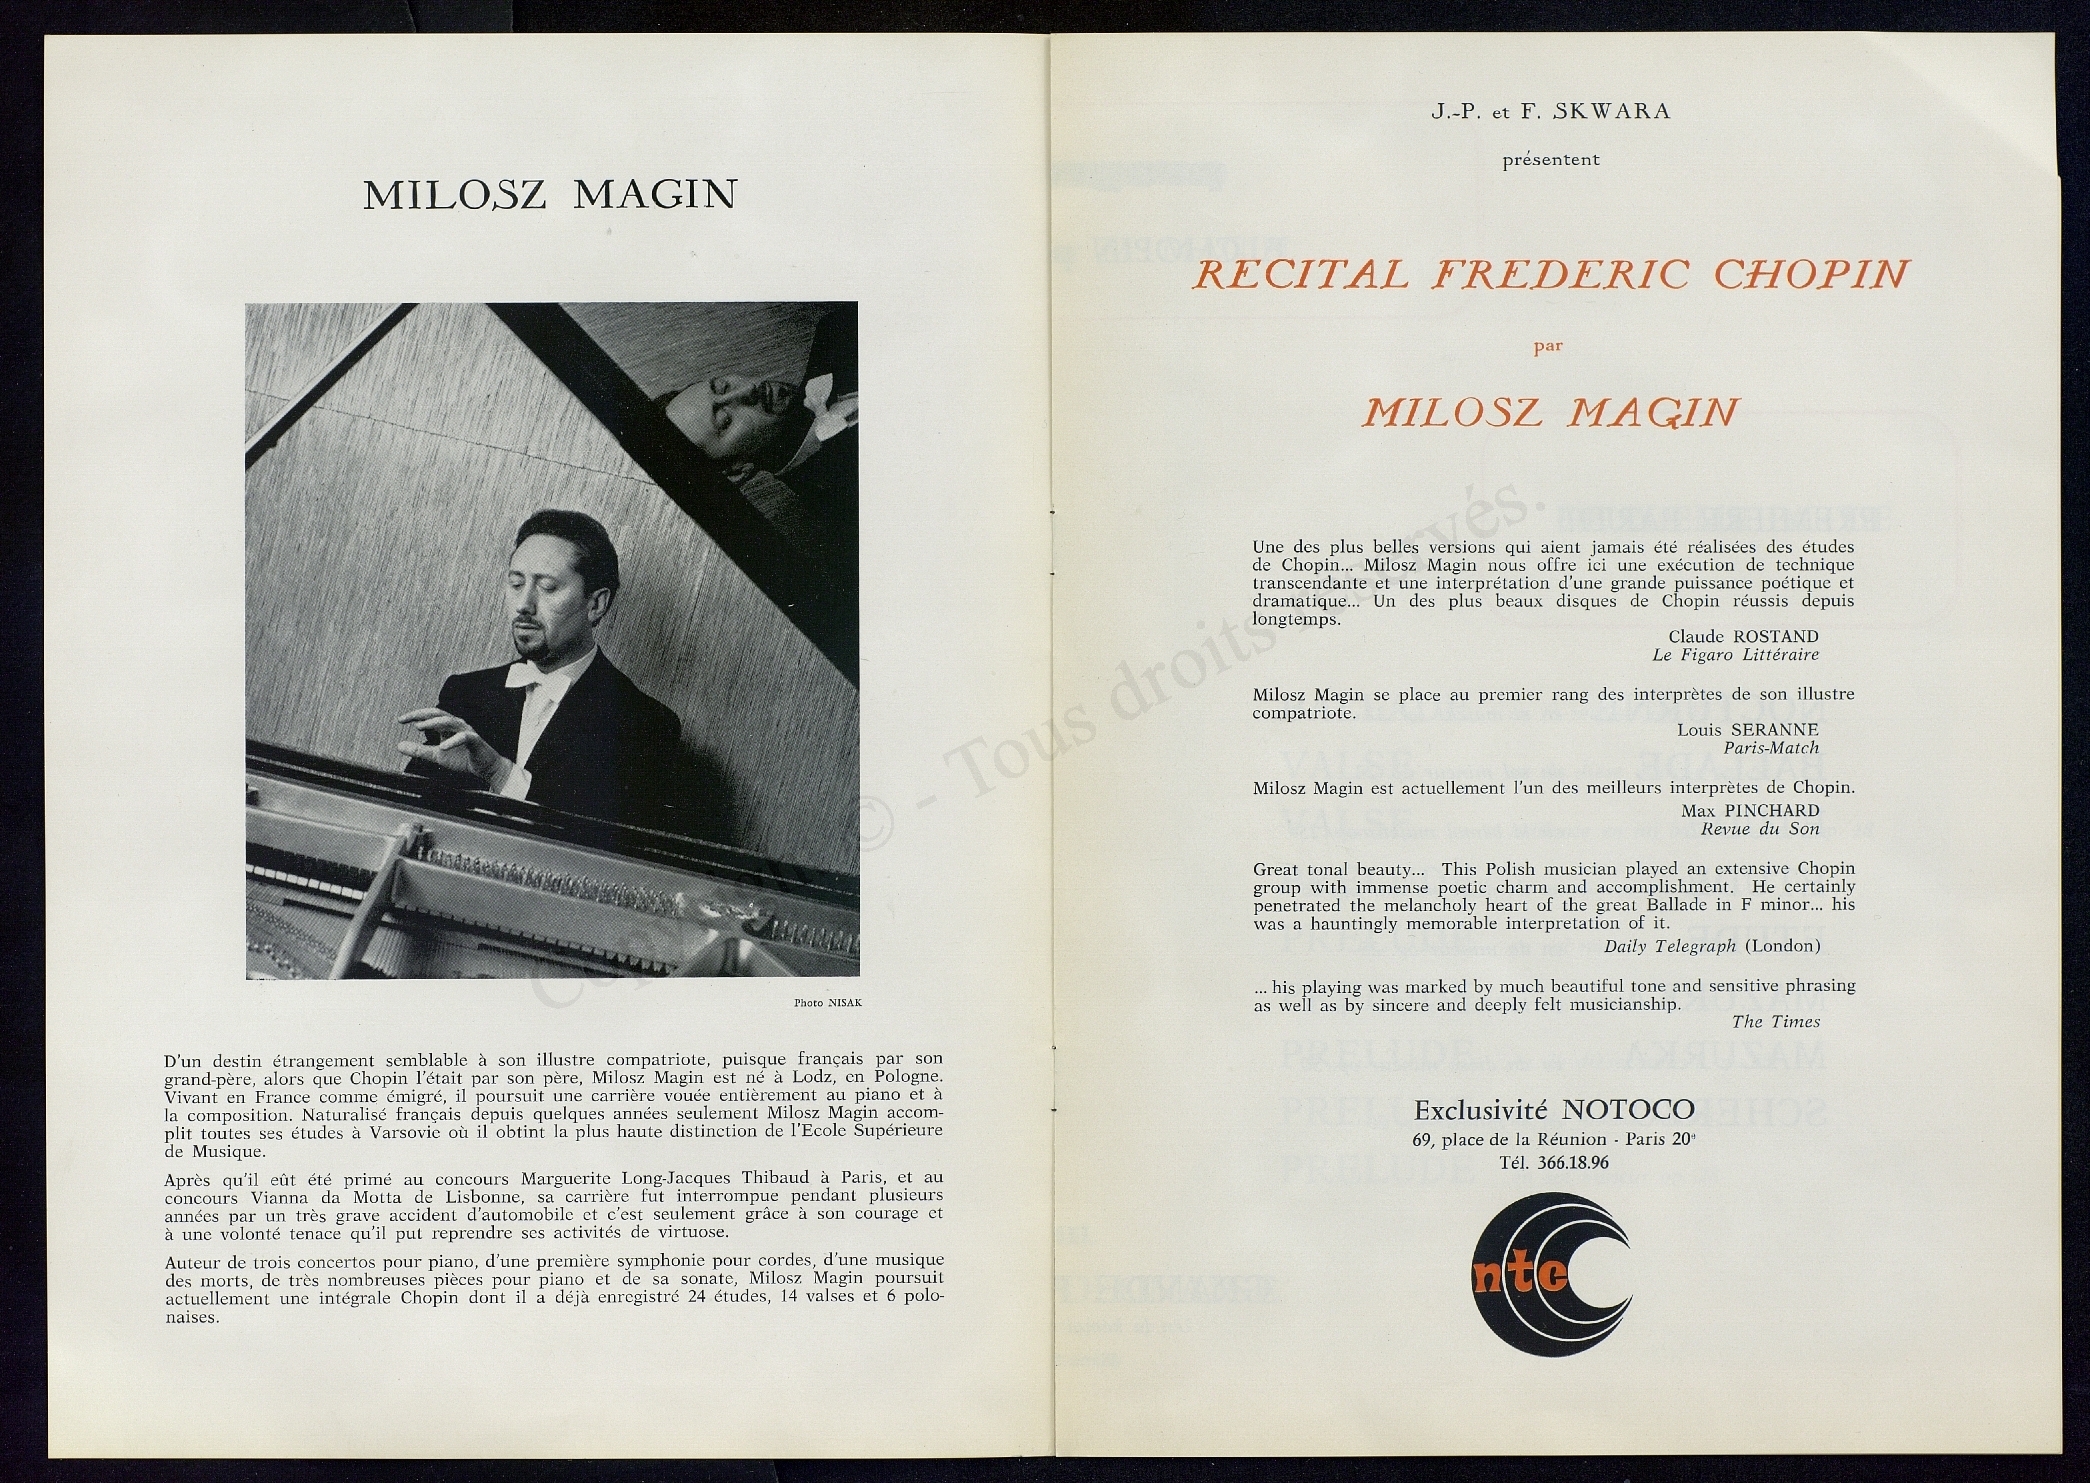 MILOSZ MAGIN
Photo NISAK
D'un destin étrangement semblable à son illustre compatriote, puisque français par son
grand-père, alors que Chopin l'était par son père, Milosz Magin est né à Lodz, en Pologne.
Vivant en France comme émigré, il poursuit une carrière vouée entièrement au piano et à
la composition. Naturalisé français depuis quelques années seulement Milosz Magin accom-
plit toutes ses études à Varsovie où il obtint la plus haute distinction de l'Ecole Supérieure
de Musique.
Après qu'il eût été primé au concours Marguerite Long-Jacques Thibaud à Paris, et au
concours Vianna da Motta de Lisbonne, sa carrière fut interrompue pendant plusieurs
années par un très grave accident d'automobile et c'est seulement grâce à son courage et
à une volonté tenace qu'il put reprendre ses activités de virtuose.
Auteur de trois concertos pour piano, d'une première symphonie pour cordes, d'une musique
des morts, de très nombreuses pièces pour piano et de sa sonate, Milosz Magin poursuit
actuellement une intégrale Chopin dont il a déjà enregistré 24 études, 14 valses et 6 polo-
naises.
J.-P. et F. SKWARA
présentent
RECITAL FREDERIC CHOPIN
par
MILOSZ MAGIN
Une des plus belles versions qui aient jamais été réalisées des études
de Chopin... Milosz Magin nous offre ici une exécution de technique
transcendante et une interprétation d'une grande puissance poétique et
dramatique... Un des plus beaux disques de Chopin réussis depuis
longtemps.
Claude ROSTAND
Le Figaro Littéraire
Milosz Magin se place au premier rang des interprètes de son illustre
compatriote.
Louis SERANNE
Paris-Match
Milosz Magin est actuellement l'un des meilleurs interprètes de Chopin.
Max PINCHARD
Revue du Son
Great tonal beauty... This Polish musician played an extensive Chopin
group with immense poetic charm and accomplishment. He certainly
penetrated the melancholy heart of the great Ballade in F minor... his
was a hauntingly memorable interpretation of it.
Daily Telegraph (London)
... his playing was marked by much beautiful tone and sensitive phrasing
as well as by sincere and deeply felt musicianship.
The Times
Exclusivité NOTOCO
69, place de la Réunion - Paris 20e
Tél. 366.18.96
ntc
© - Tous droits réservés.